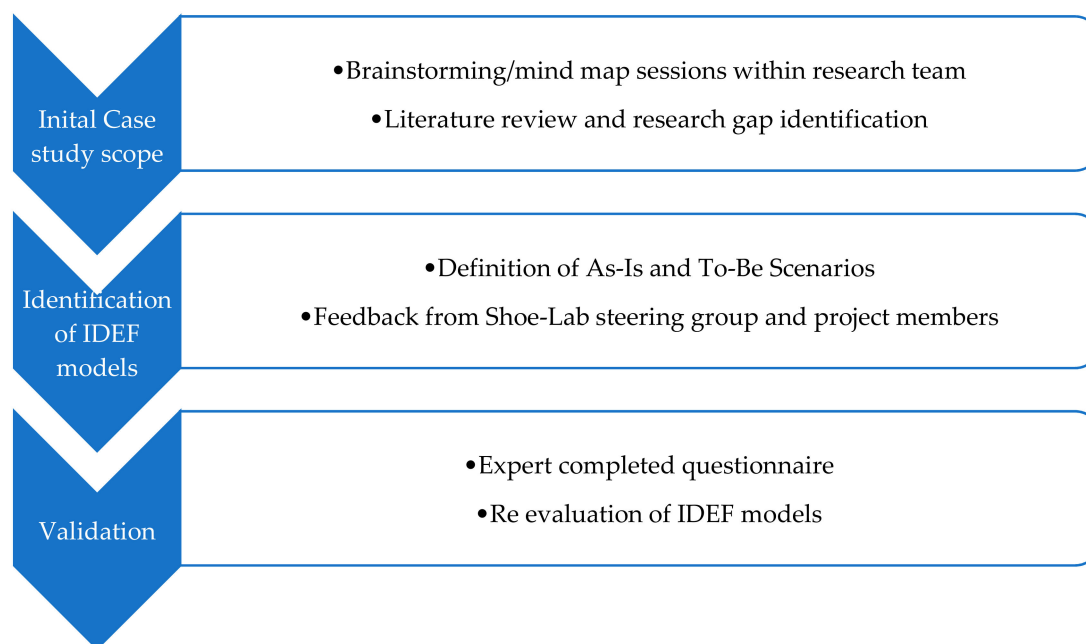 Inital Case
study scope
•Brainstorming/mind map sessions within research team
•Literature review and research gap identification
Identification
of IDEF
models
•Definition of As-Is and To-Be Scenarios
•Feedback from Shoe-Lab steering group and project members
Validation
•Expert completed questionnaire
•Re evaluation of IDEF models